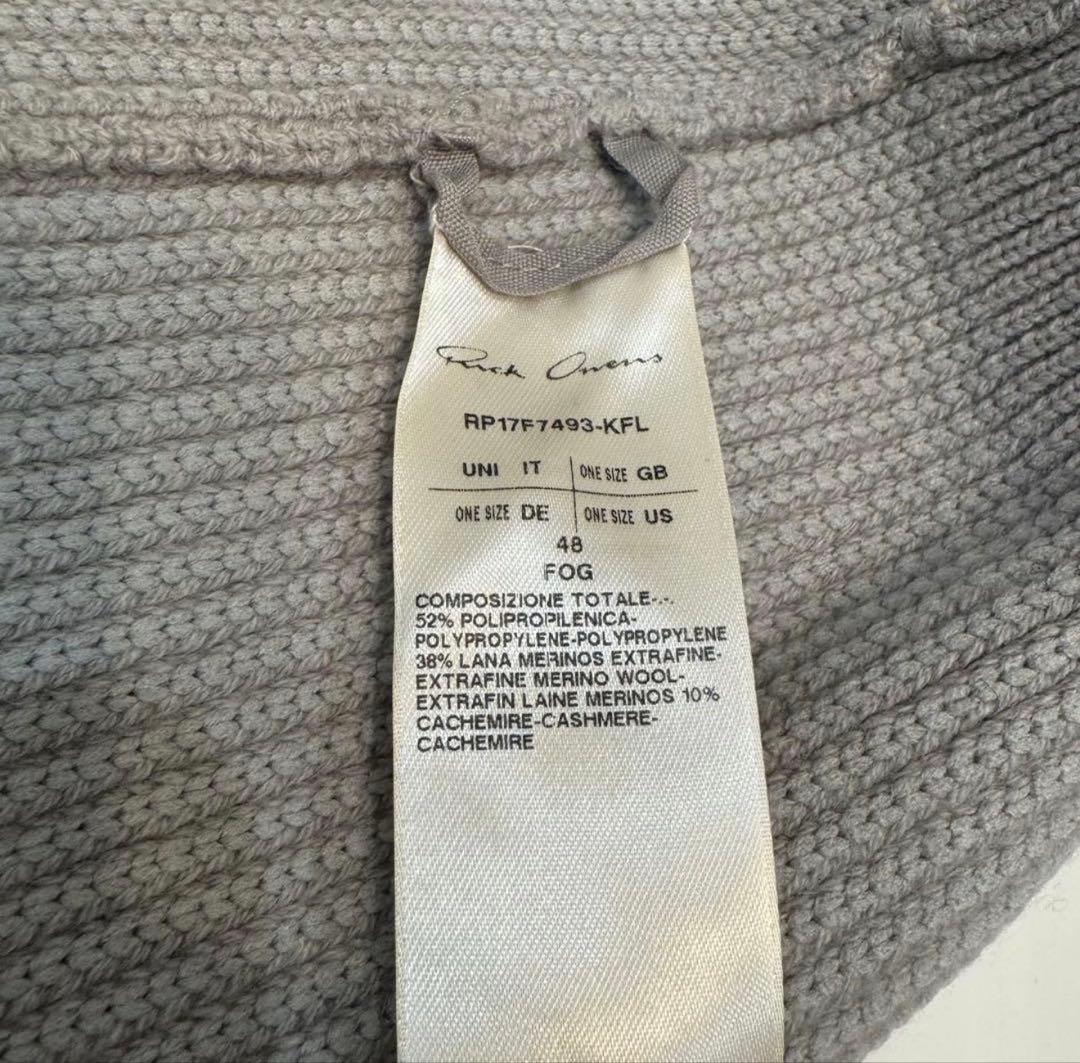 Rick Owens
RP17F7493-KFL
UNI IT ONE SIZE GB
ONE SIZE DE ONE SIZE US
48
FOG
COMPOSIZIONE TOTALE-.-.
52% POLIPROPILENICA-
POLYPROPYLENE-POLYPROPYLENE
38% LANA MERINOS EXTRAFINE-
EXTRAFINE MERINO WOOL-
EXTRAFIN LAINE MERINOS 10%
CACHEMIRE-CASHMERE-
CACHEMIRE